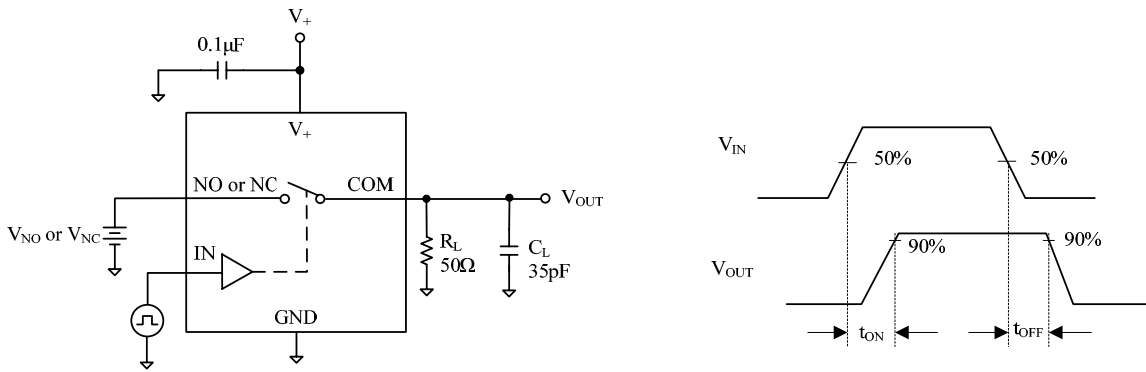 V+
0.1μF
V+
NO or NC
COM
VOUT
VNO or VNC
IN
RL
50Ω
CL
35pF
GND
VIN
50%
50%
VOUT
90%
90%
tON
tOFF